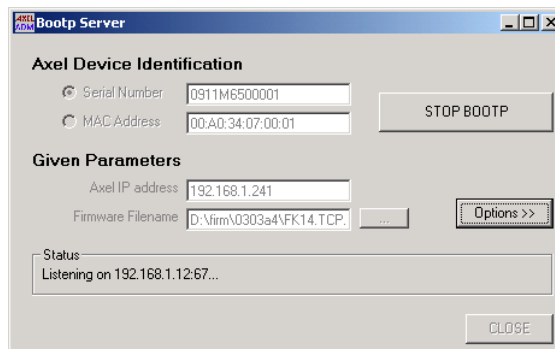 AXEL ADM Bootp Server
Axel Device Identification
Serial Number 0911M6500001
MAC Address 00:A0:34:07:00:01
STOP BOOTP
Given Parameters
Axel IP address 192.168.1.241
Firmware Filename D:\firm\0303a4\FK14.TCP. ...
Options >>
Status
Listening on 192.168.1.12:67...
CLOSE